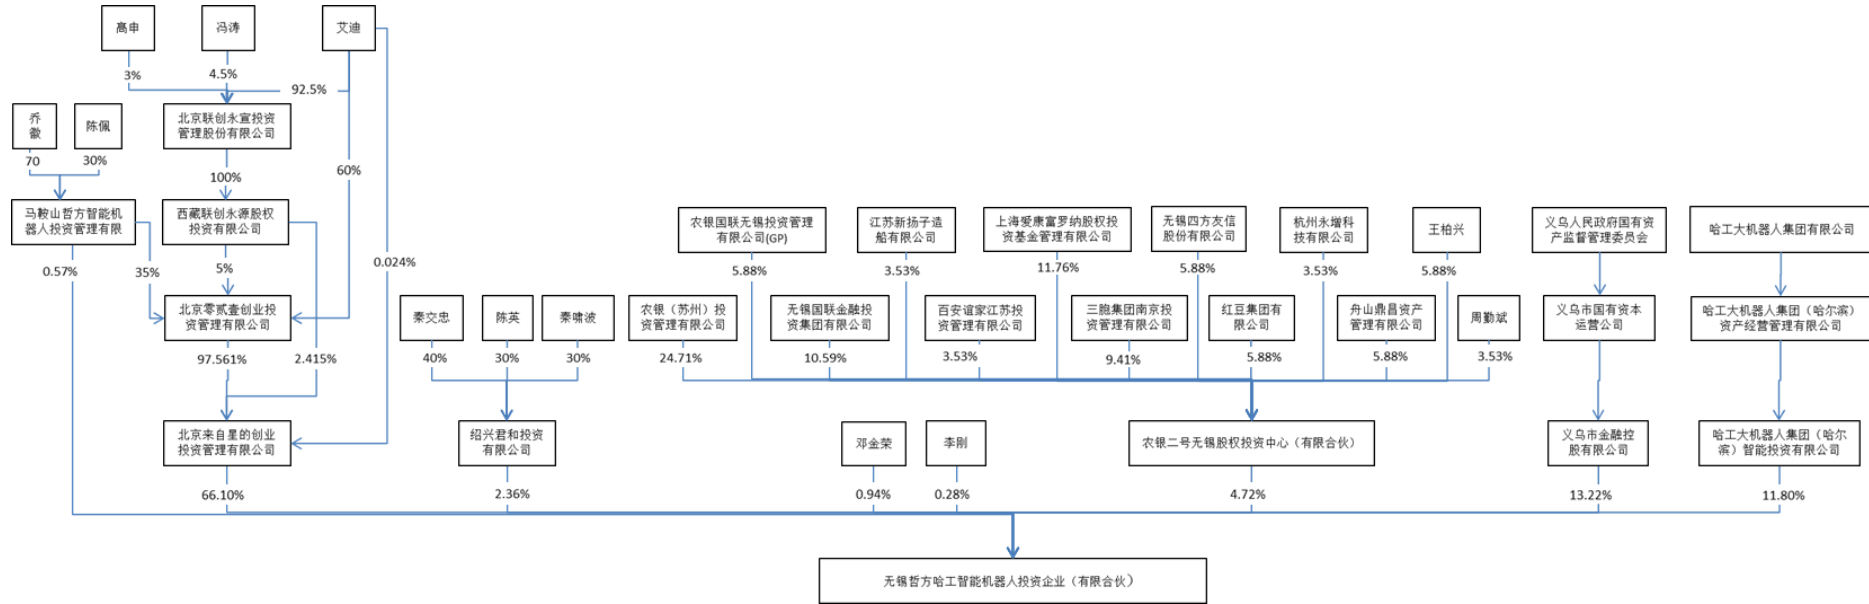 高申
冯涛
艾迪
3%
4.5%
92.5%
乔
徽
陈佩
北京联创永宣投资
管理股份有限公司
70
30%
100%
60%
马鞍山哲方智能机
器人投资管理有限
西藏联创永源股权
投资有限公司
农银国联无锡投资管理
有限公司(GP)
江苏新扬子造
船有限公司
上海爱康富罗纳股权投
资基金管理有限公司
无锡四方友信
股份有限公司
杭州永增科
技有限公司
王柏兴
义乌人民政府国有资
产监督管理委员会
哈工大机器人集团有限公司
0.57%
35%
5%
0.024%
5.88%
3.53%
11.76%
5.88%
3.53%
5.88%
北京零贰壹创业投
资管理有限公司
秦交忠
陈英
秦啸波
农银（苏州）投
资管理有限公司
无锡国联金融投
资集团有限公司
百安谊家江苏投
资管理有限公司
三胞集团南京投
资管理有限公司
红豆集团有
限公司
舟山鼎昌资产
管理有限公司
周勤斌
义乌市国有资本
运营公司
哈工大机器人集团（哈尔滨）
资产经营管理有限公司
97.561%
2.415%
40%
30%
30%
24.71%
10.59%
3.53%
9.41%
5.88%
5.88%
3.53%
北京来自星的创业
投资管理有限公司
绍兴君和投资
有限公司
邓金荣
李刚
农银二号无锡股权投资中心（有限合伙）
义乌市金融控
股有限公司
哈工大机器人集团（哈尔
滨）智能投资有限公司
66.10%
2.36%
0.94%
0.28%
4.72%
13.22%
11.80%
无锡哲方哈工智能机器人投资企业（有限合伙）